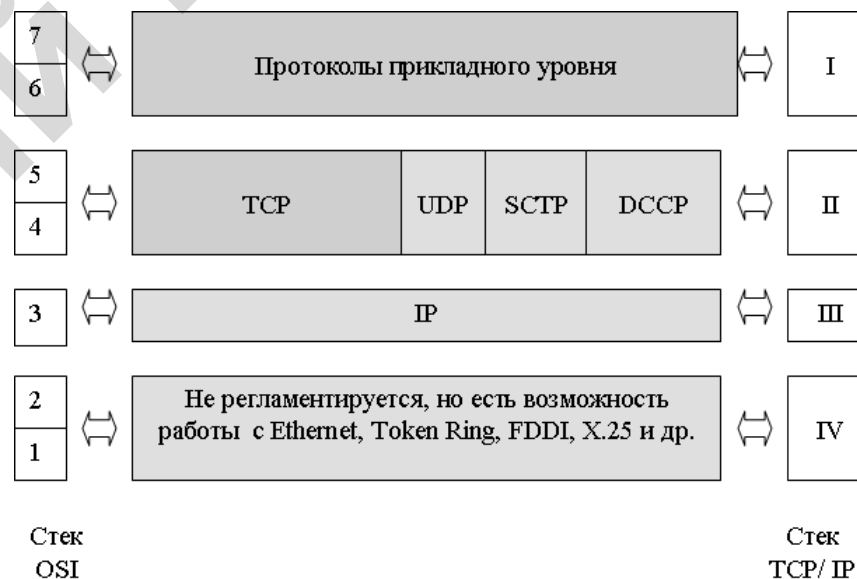 7
6
Протоколы прикладного уровня
I
5
4
TCP
UDP
SCTP
DCCP
II
3
IP
III
2
1
Не регламентируется, но есть возможность
работы с Ethernet, Token Ring, FDDI, X.25 и др.
IV
Стек
OSI
Стек
TCP/ IP